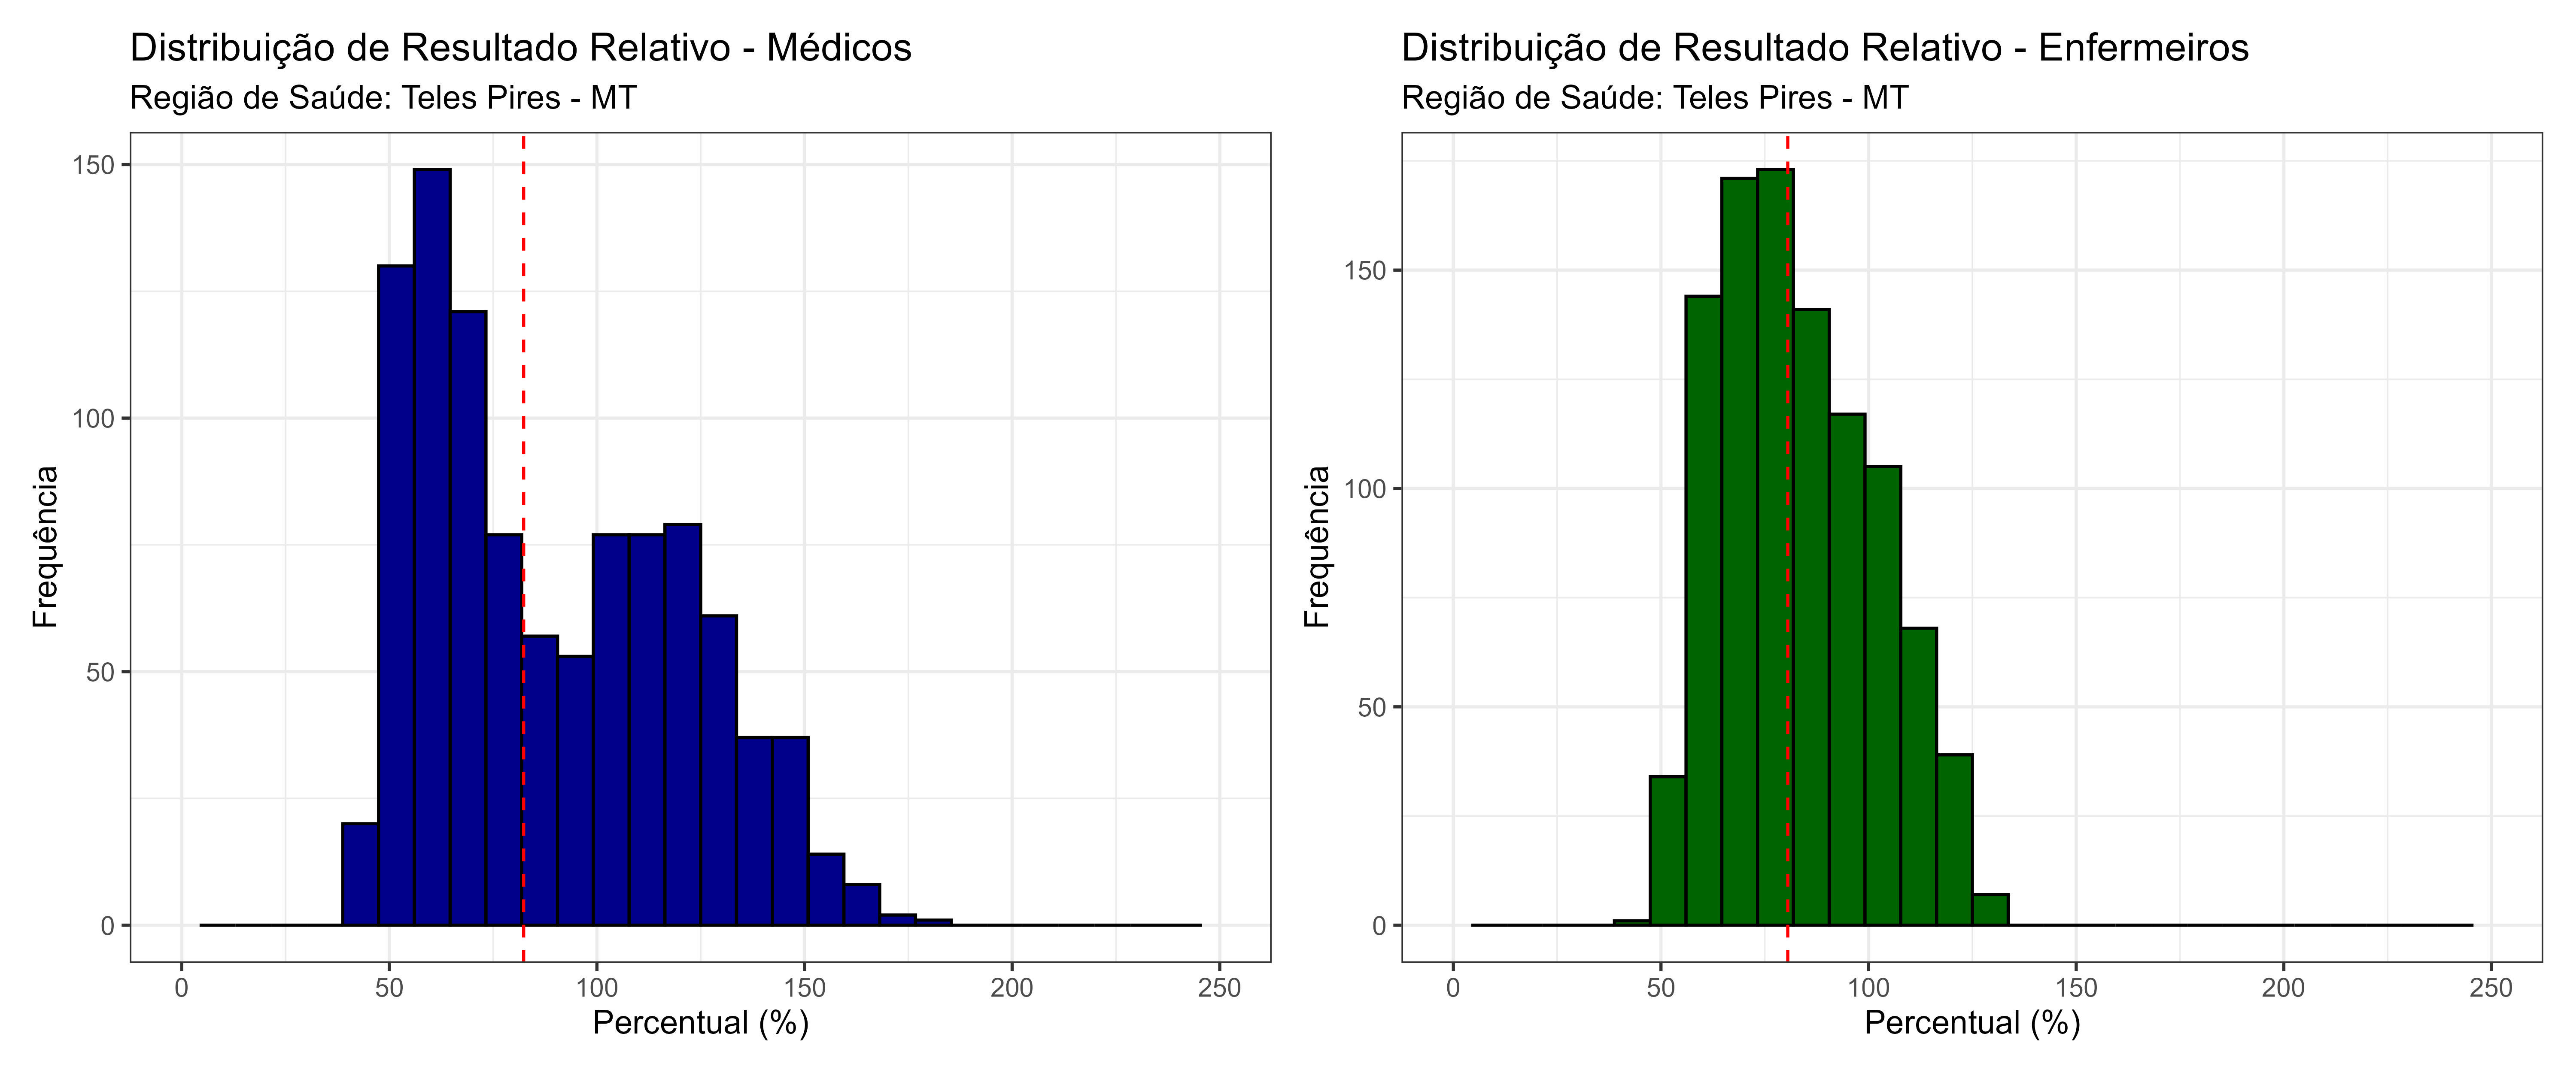 Distribuição de Resultado Relativo - Médicos
Região de Saúde: Teles Pires - MT
150
100
50
0
Frequência
0 50 100 150 200 250
Percentual (%)
Distribuição de Resultado Relativo - Enfermeiros
Região de Saúde: Teles Pires - MT
150
100
50
0
Frequência
0 50 100 150 200 250
Percentual (%)